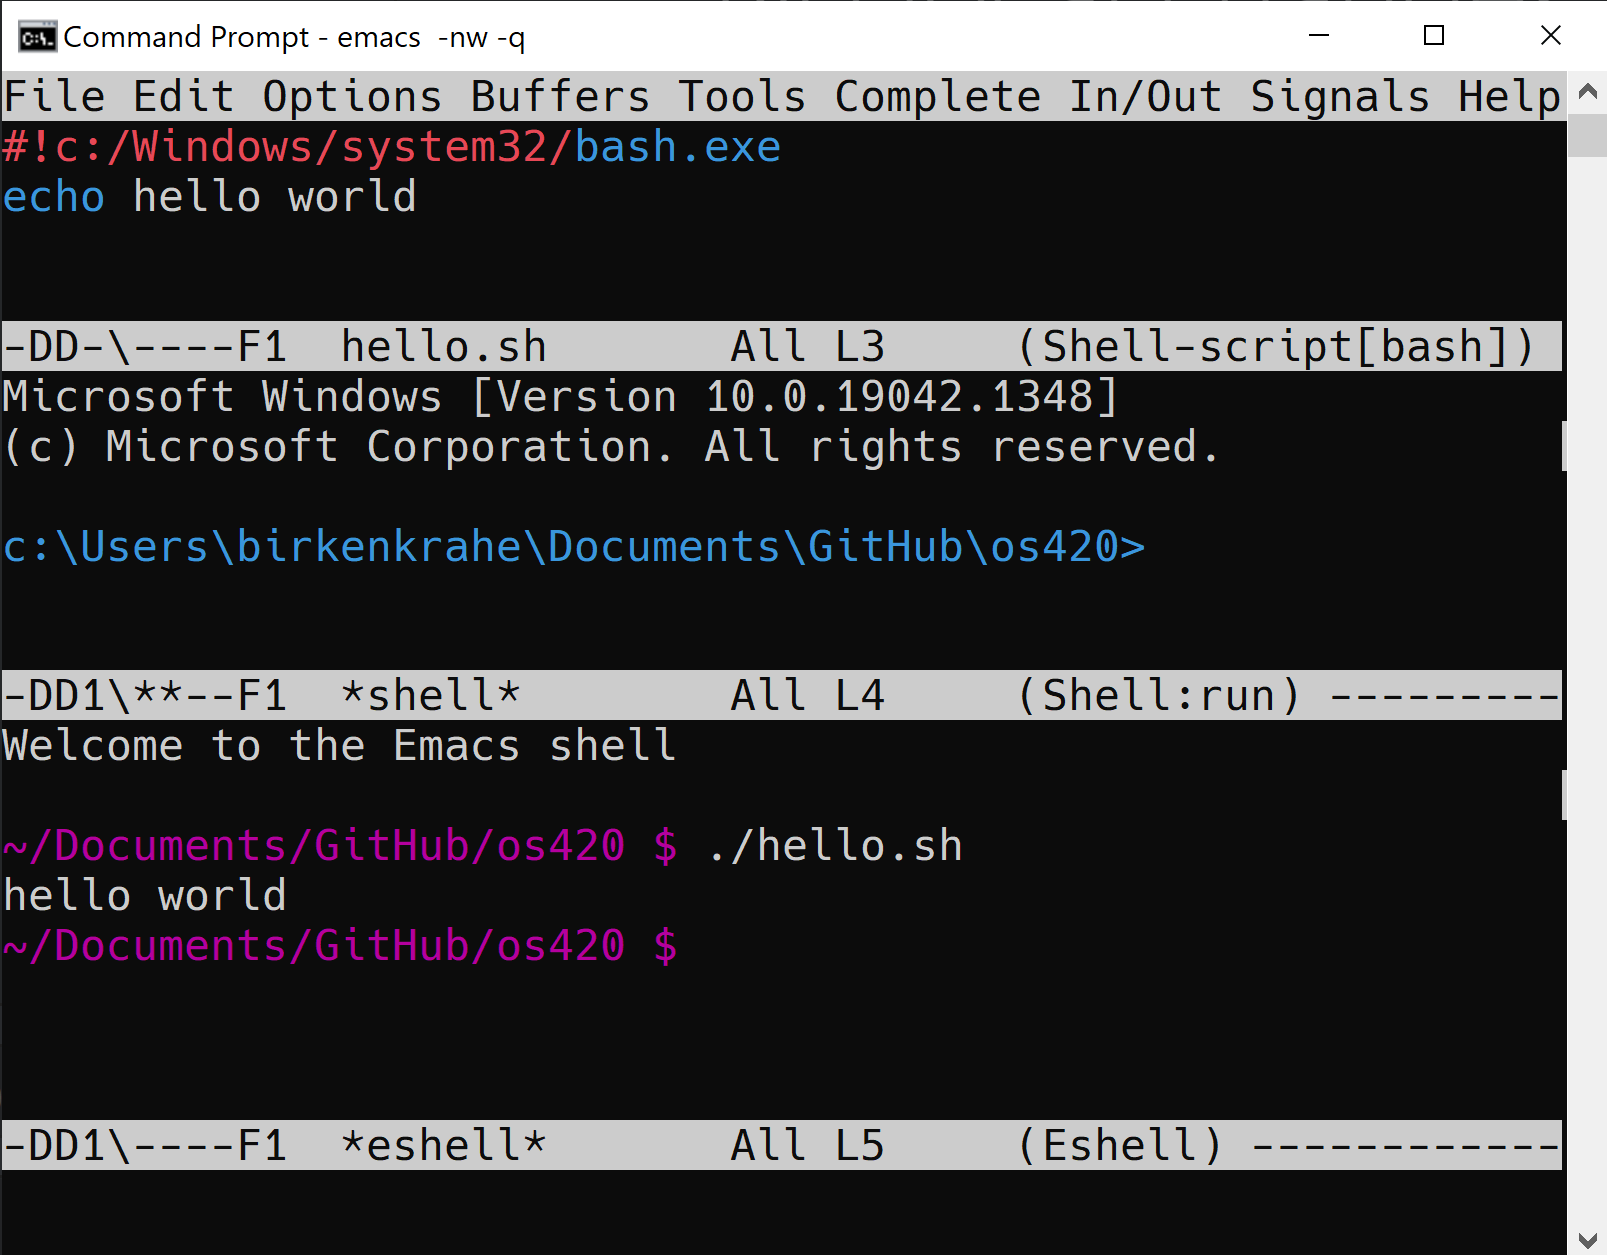 Command Prompt - emacs  -nw -q
File Edit Options Buffers Tools Complete In/Out Signals Help
#!c:/Windows/system32/bash.exe
echo hello world
-DD-\----F1  hello.sh       All L3     (Shell-script[bash])
Microsoft Windows [Version 10.0.19042.1348]
(c) Microsoft Corporation. All rights reserved.
c:\Users\birkenkrahe\Documents\GitHub\os420>
-DD1\**--F1  *shell*        All L4     (Shell:run) ---------
Welcome to the Emacs shell
~/Documents/GitHub/os420 $ ./hello.sh
hello world
~/Documents/GitHub/os420 $
-DD1\----F1  *eshell*       All L5     (Eshell) ------------